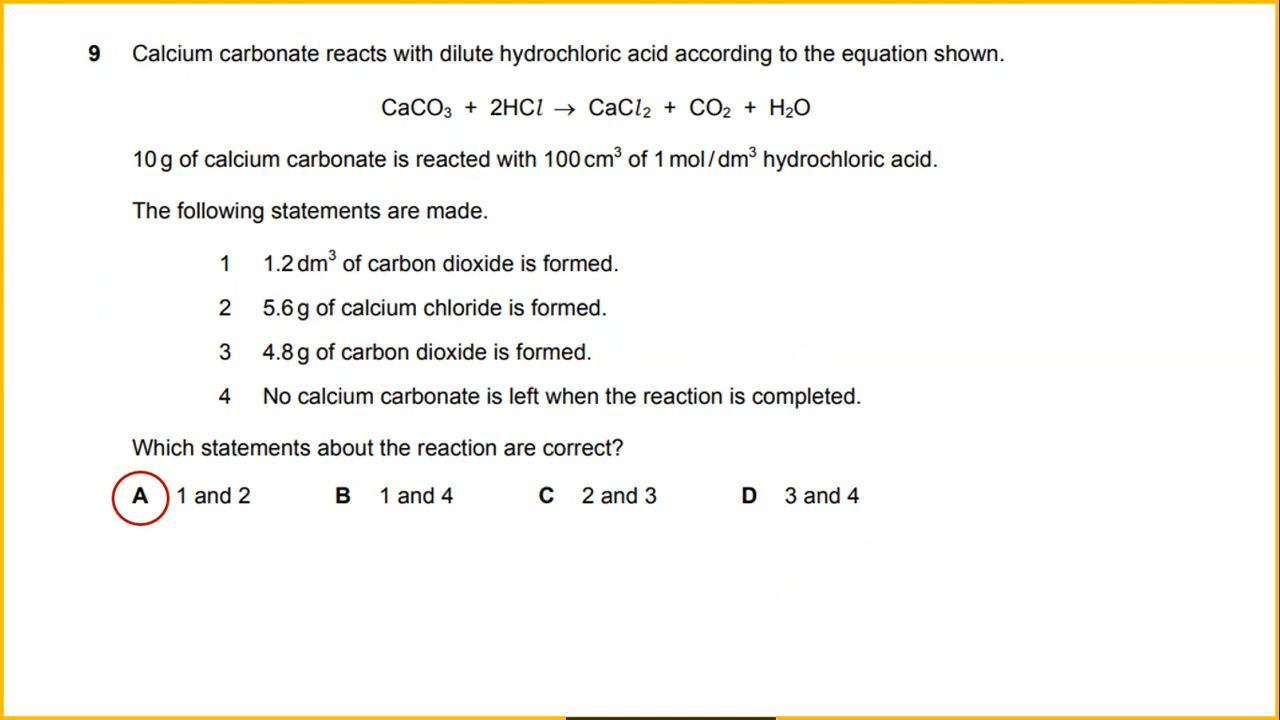 9 Calcium carbonate reacts with dilute hydrochloric acid according to the equation shown.
CaCO₃ + 2HCl → CaCl₂ + CO₂ + H₂O
10 g of calcium carbonate is reacted with 100 cm³ of 1 mol/dm³ hydrochloric acid.
The following statements are made.
1 1.2 dm³ of carbon dioxide is formed.
2 5.6 g of calcium chloride is formed.
3 4.8 g of carbon dioxide is formed.
4 No calcium carbonate is left when the reaction is completed.
Which statements about the reaction are correct?
A 1 and 2 B 1 and 4 C 2 and 3 D 3 and 4